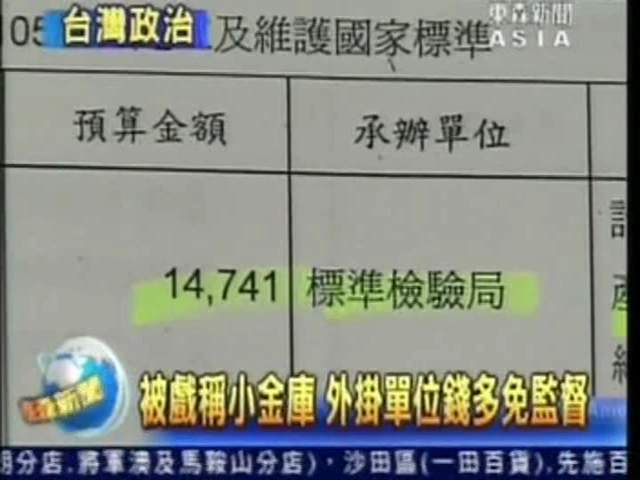 東森新聞
ASIA
台灣政治
105
及維護國家標準
預算金額
承辦單位
14,741
標準檢驗局
被戲稱小金庫 外掛單位錢多免監督
分店.將軍澳及馬鞍山分店),沙田區(一田百貨).先施百